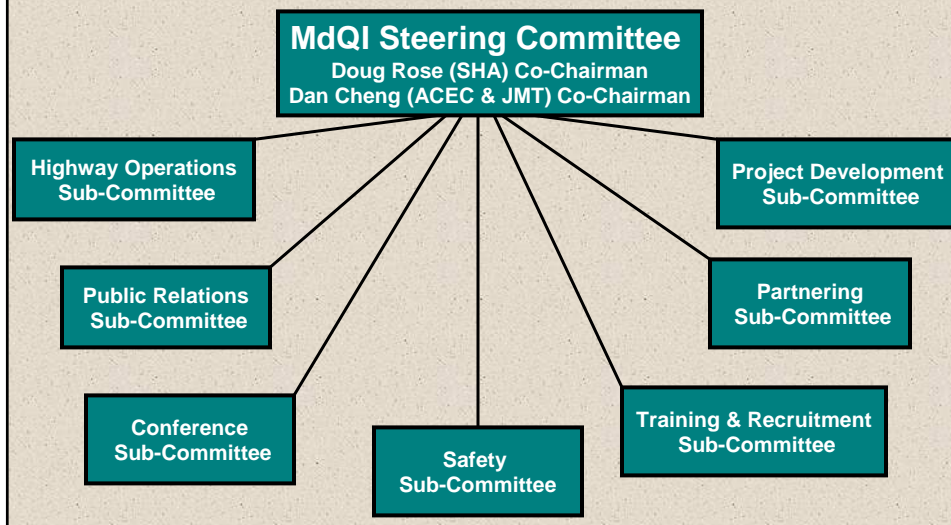 MdQI Steering Committee
Doug Rose (SHA) Co-Chairman
Dan Cheng (ACEC & JMT) Co-Chairman
Highway Operations
Sub-Committee
Project Development
Sub-Committee
Public Relations
Sub-Committee
Partnering
Sub-Committee
Conference
Sub-Committee
Training & Recruitment
Sub-Committee
Safety
Sub-Committee